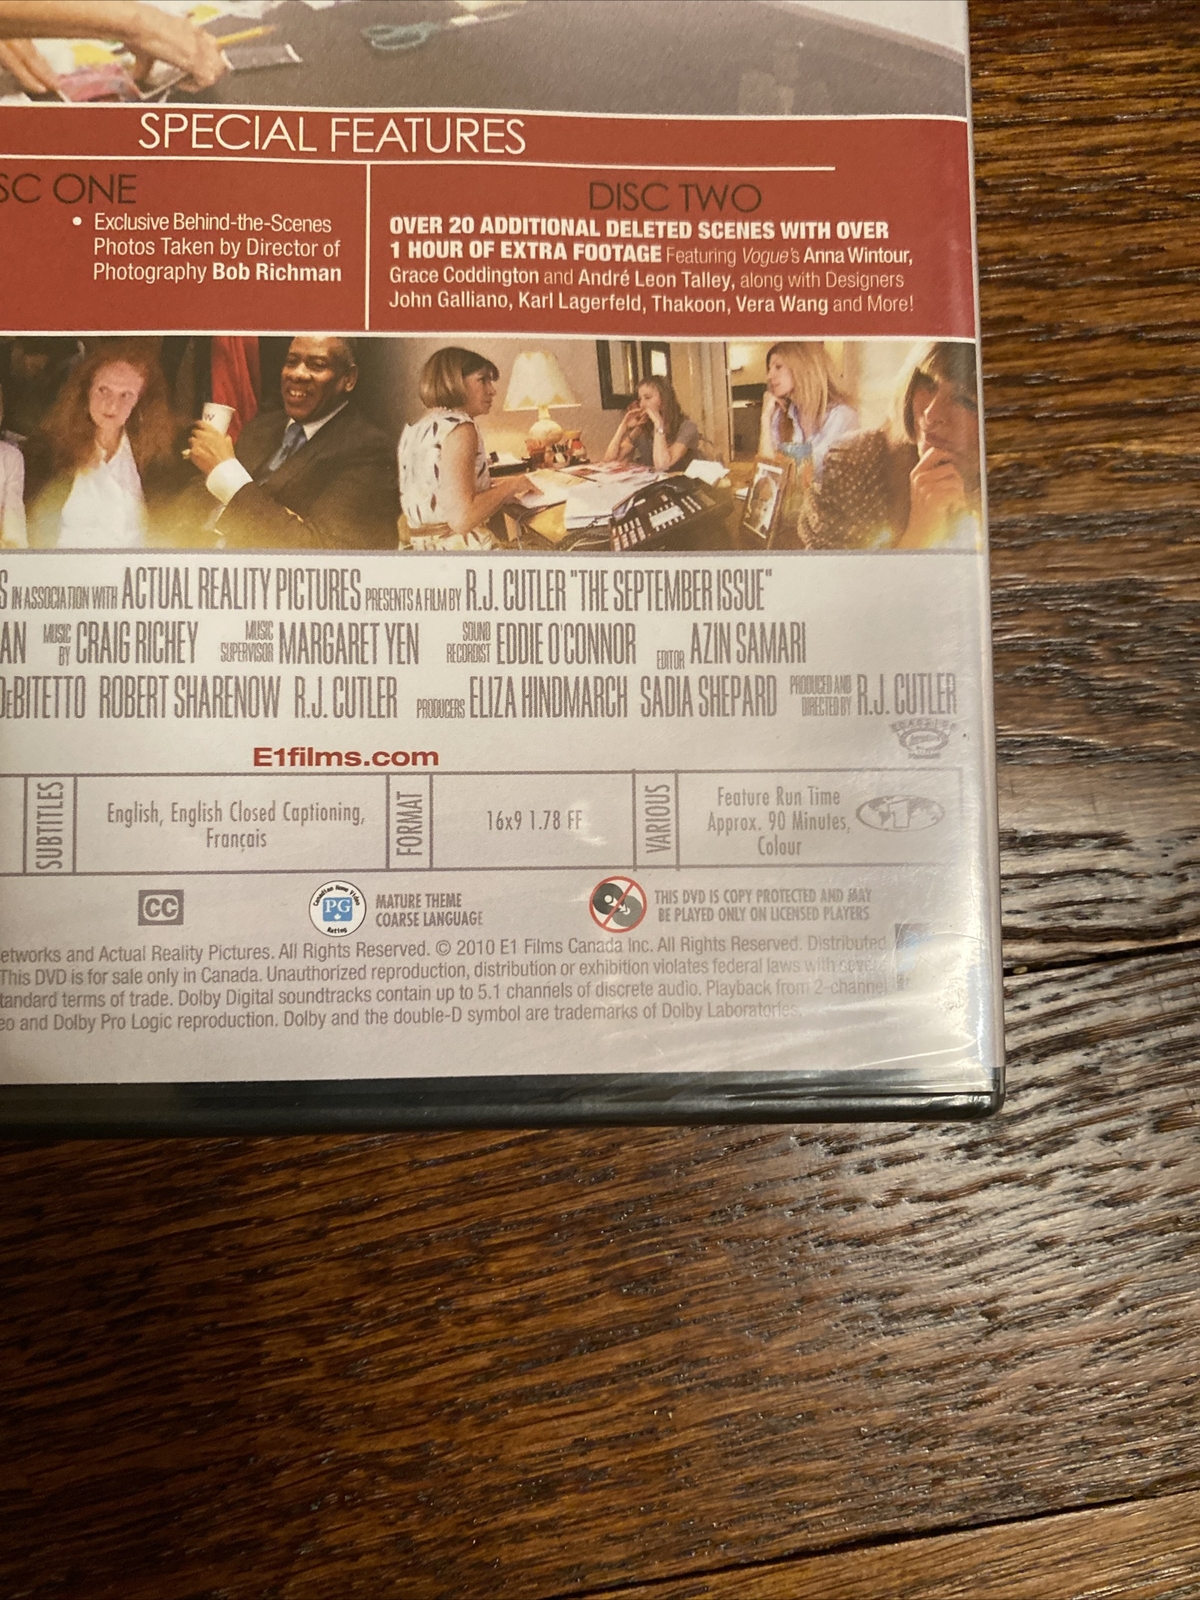 SPECIAL FEATURES
SC ONE
• Exclusive Behind-the-Scenes
Photos Taken by Director of
Photography Bob Richman
DISC TWO
OVER 20 ADDITIONAL DELETED SCENES WITH OVER
1 HOUR OF EXTRA FOOTAGE Featuring Vogue's Anna Wintour,
Grace Coddington and André Leon Talley, along with Designers
John Galliano, Karl Lagerfeld, Thakoon, Vera Wang and More!
W
S IN ASSOCIATION WITH ACTUAL REALITY PICTURES PRESENTS A FILM BY R.J. CUTLER "THE SEPTEMBER ISSUE"
AN MUSIC BY CRAIG RICHEY MUSIC SUPERVISOR MARGARET YEN SOUND RECORDIST EDDIE O'CONNOR EDITOR AZIN SAMARI
DeBITETTO ROBERT SHARENOW R.J. CUTLER PRODUCERS ELIZA HINDMARCH SADIA SHEPARD PRODUCED AND DIRECTED BY R.J. CUTLER
E1films.com
SUBTITLES
English, English Closed Captioning,
Français
FORMAT
16x9 1.78 FF
VARIOUS
Feature Run Time
Approx. 90 Minutes,
Colour
CC
Canadian Home Video
PG
Rating
MATURE THEME
COARSE LANGUAGE
THIS DVD IS COPY PROTECTED AND MAY
BE PLAYED ONLY ON LICENSED PLAYERS
etworks and Actual Reality Pictures. All Rights Reserved. © 2010 E1 Films Canada Inc. All Rights Reserved. Distributed
This DVD is for sale only in Canada. Unauthorized reproduction, distribution or exhibition violates federal laws with
tandard terms of trade. Dolby Digital soundtracks contain up to 5.1 channels of discrete audio. Playback from 2-channel
eo and Dolby Pro Logic reproduction. Dolby and the double-D symbol are trademarks of Dolby Laboratories.